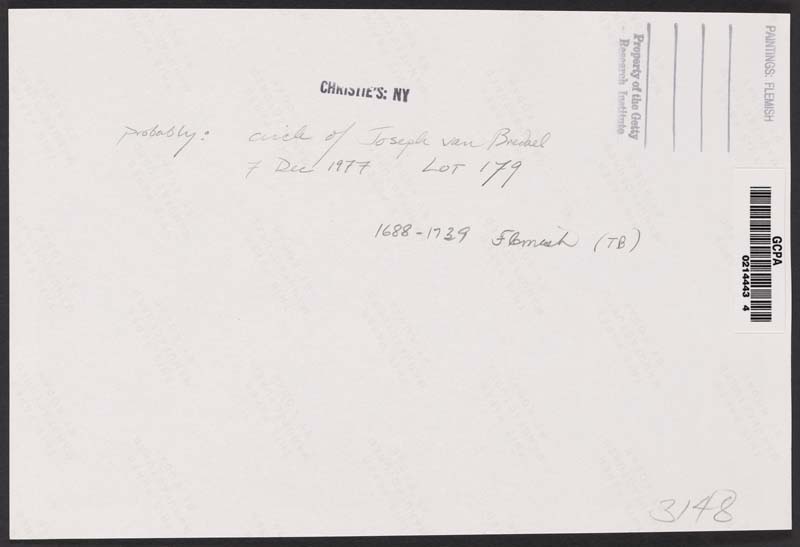 CHRISTIE'S: NY
probably: circle of Joseph van Bredael
7 Dec 1977 LOT 179
1688-1739 Flemish (TB)
3148
Property of the Getty
Research Institute
PAINTINGS: FLEMISH
GCPA
0214443 4